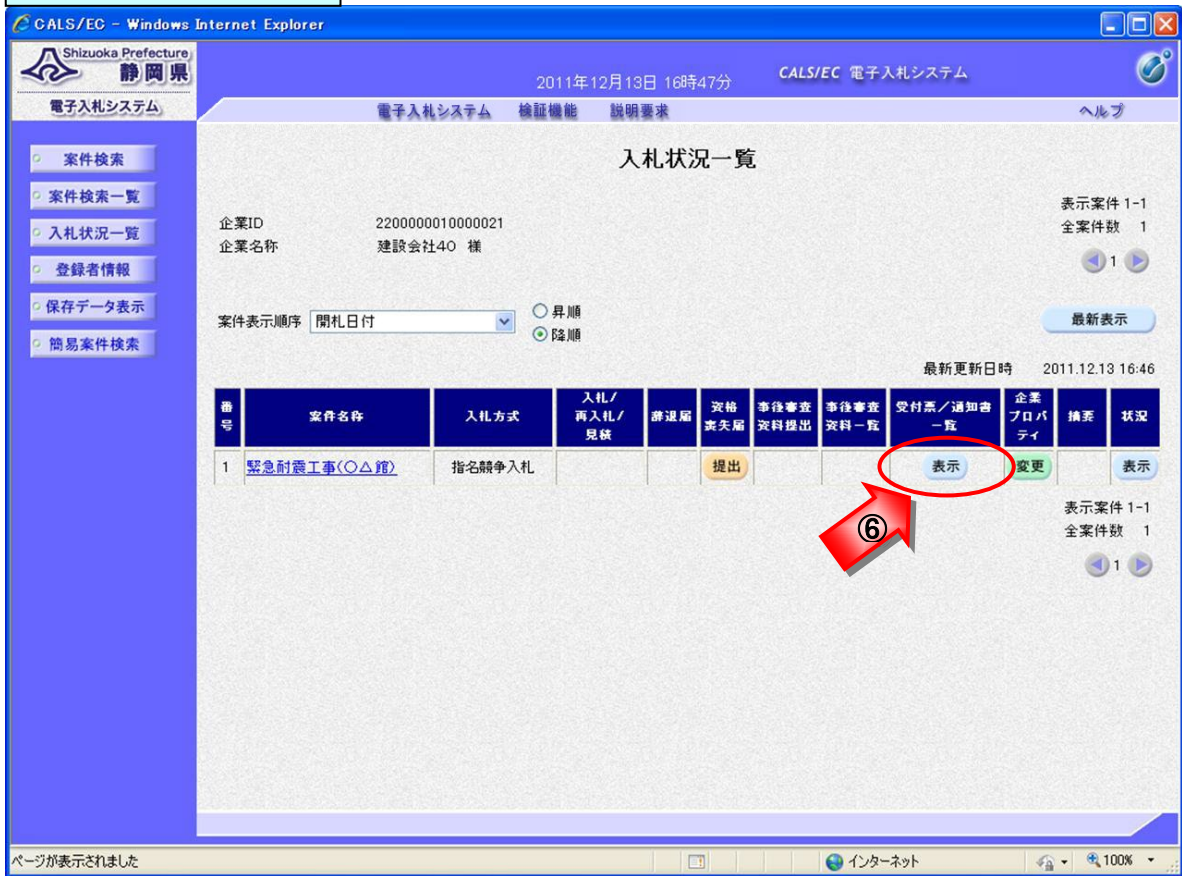 CALS/EC - Windows Internet Explorer
Shizuoka Prefecture
静岡県
電子入札システム
2011年12月13日 16時47分
CALS/EC 電子入札システム
電子入札システム 検証機能 説明要求 ヘルプ
案件検索
案件検索一覧
入札状況一覧
登録者情報
保存データ表示
簡易案件検索
入札状況一覧
企業ID 2200000010000021
企業名称 建設会社40 様
表示案件 1-1
全案件数 1
1
案件表示順序 開札日付
昇順
降順
最新表示
最新更新日時 2011.12.13 16:46
番号 案件名称 入札方式 入札/再入札/見積 辞退届 資格喪失届 事後審査資料提出 事後審査資料一覧 受付票/通知書一覧 企業プロパティ 摘要 状況
1 緊急耐震工事(○△館) 指名競争入札 提出 表示 変更 表示
⑥
表示案件 1-1
全案件数 1
1
ページが表示されました インターネット 100%